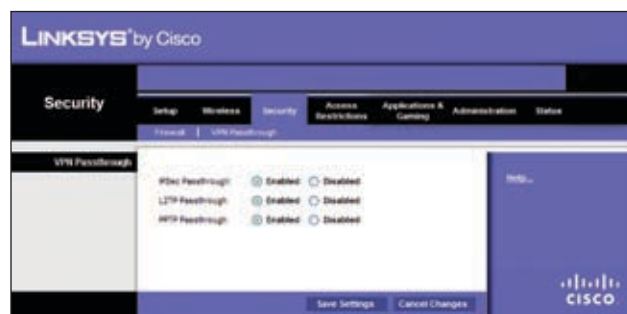 LINKSYS® by Cisco
Security
Setup Wireless Security Access Restrictions Applications & Gaming Administration Status
Firewall | VPN Passthrough
VPN Passthrough
IPSec Passthrough: Enabled Disabled
L2TP Passthrough: Enabled Disabled
PPTP Passthrough: Enabled Disabled
Help...
Save Settings Cancel Changes
CISCO